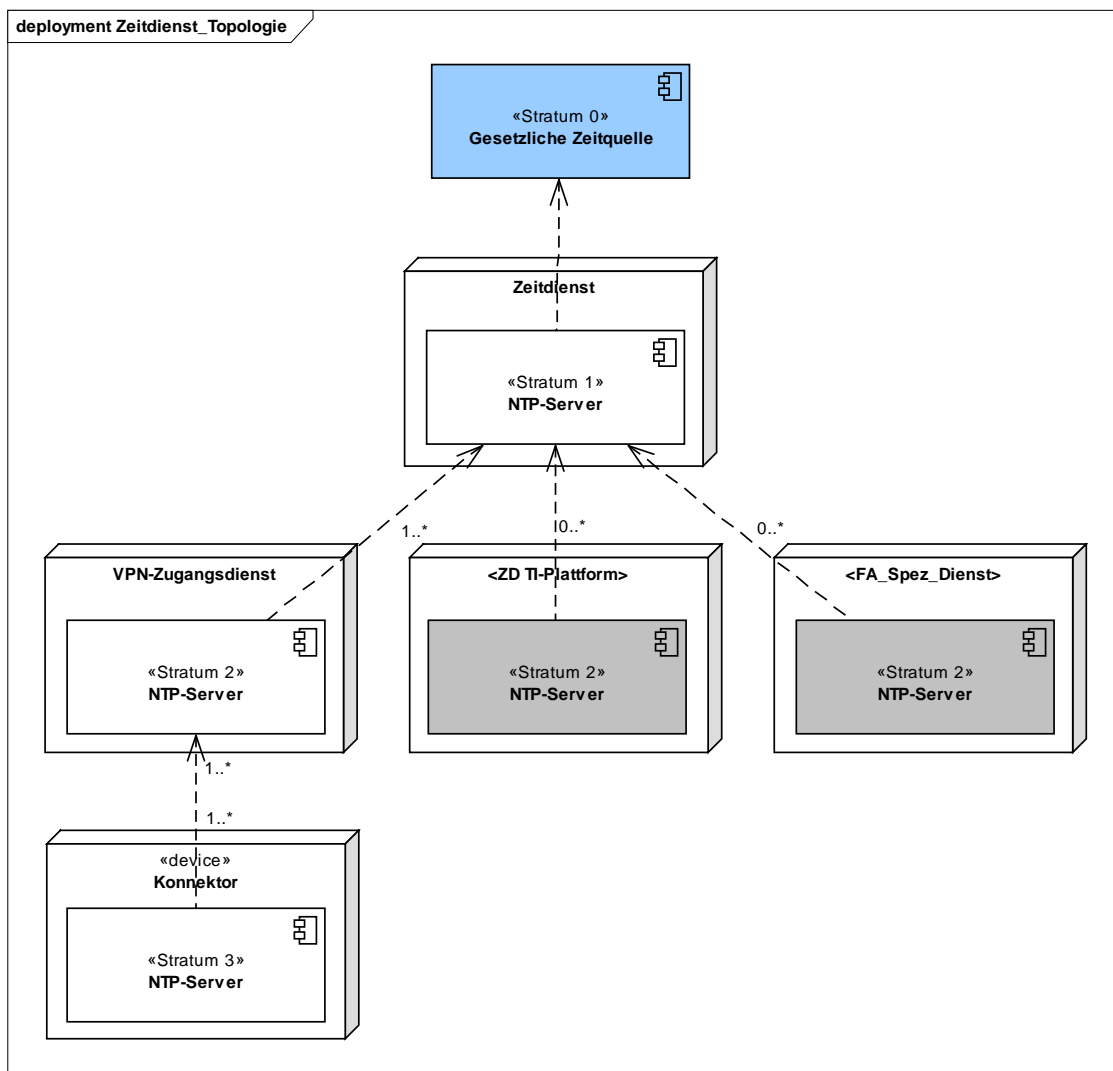 deployment Zeitdienst_Topologie
«Stratum 0»
Gesetzliche Zeitquelle
Zeitdienst
«Stratum 1»
NTP-Server
1..*
0..*
0..*
VPN-Zugangsdienst
«Stratum 2»
NTP-Server
<ZD TI-Plattform>
«Stratum 2»
NTP-Server
<FA_Spez_Dienst>
«Stratum 2»
NTP-Server
1..*
1..*
«device»
Konnektor
«Stratum 3»
NTP-Server